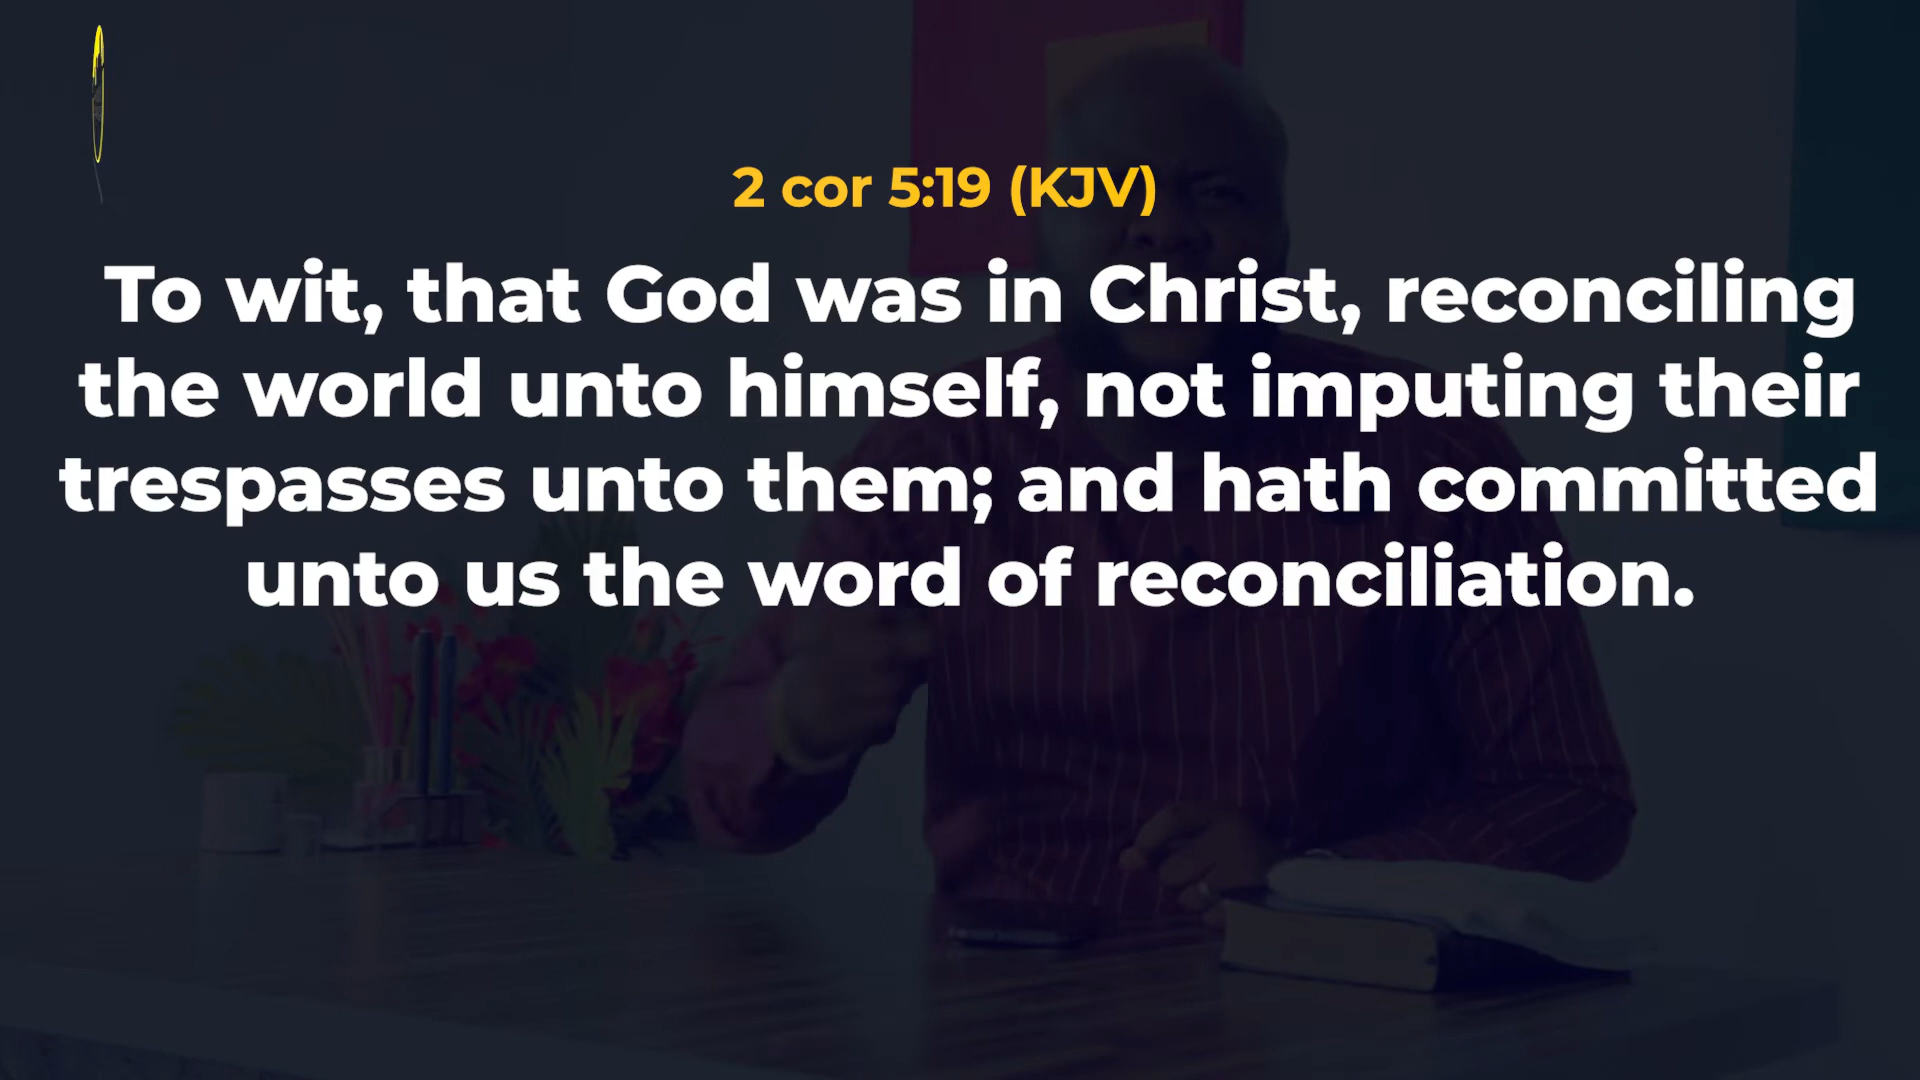 2 cor 5:19 (KJV)
To wit, that God was in Christ, reconciling
the world unto himself, not imputing their
trespasses unto them; and hath committed
unto us the word of reconciliation.